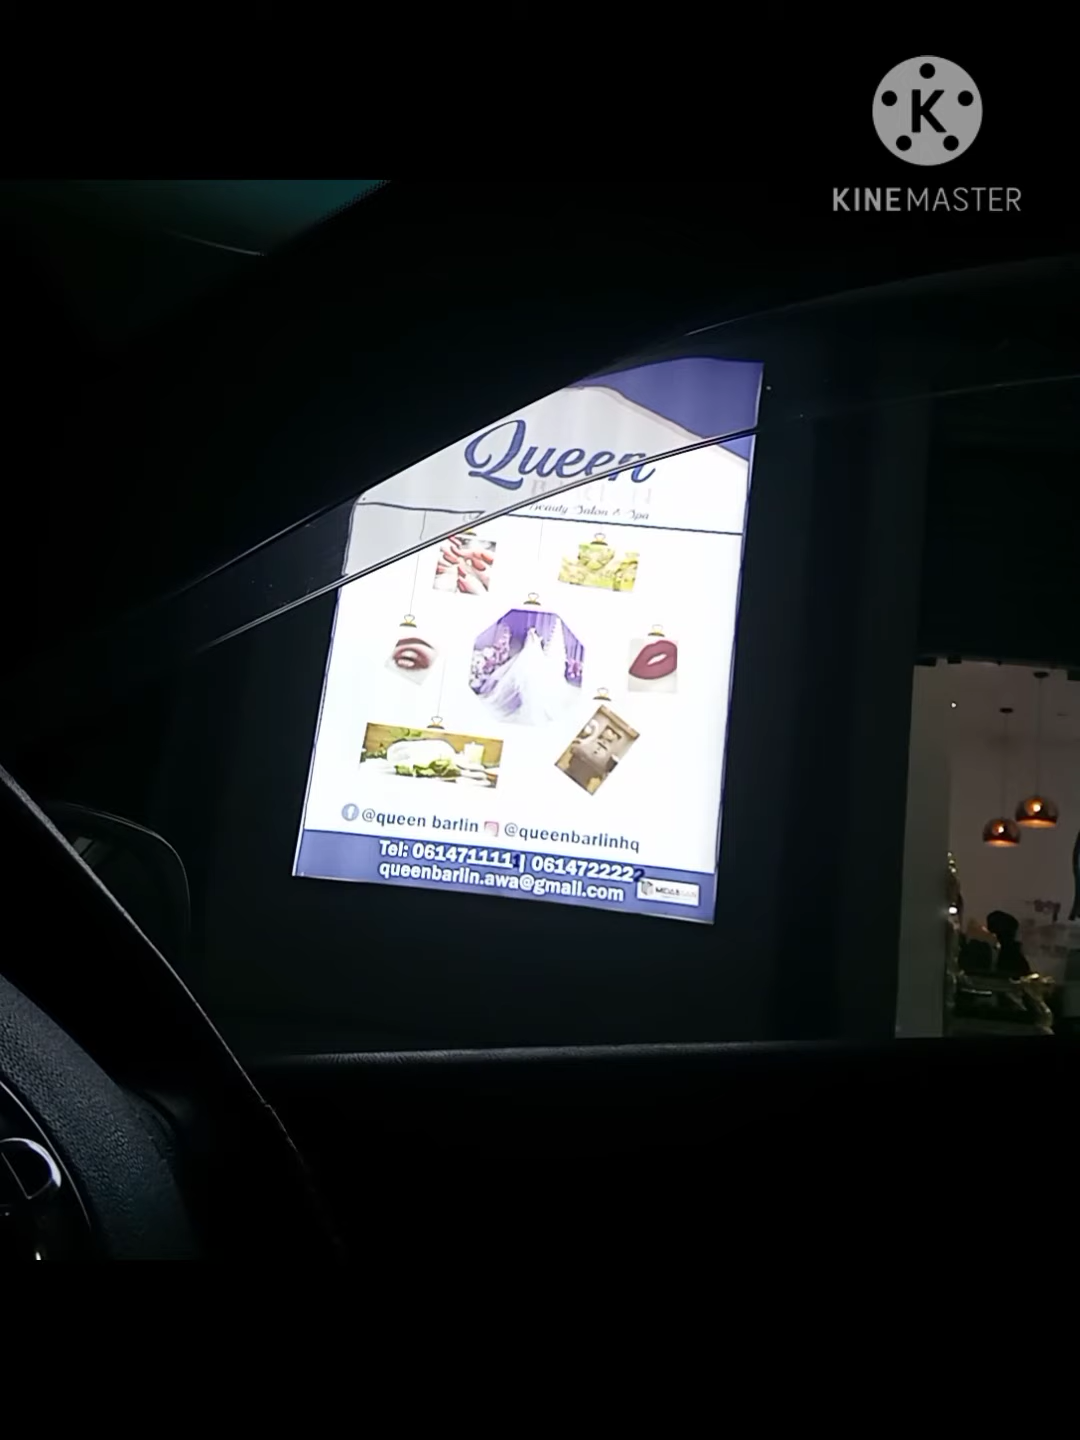 K
KINEMASTER
Queen
Beauty Salon & Spa
@queen barlin @queenbarlinhq
Tel: 0614711111 | 0614722222
queenbarlin.awa@gmail.com